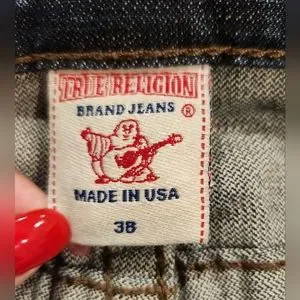 TRUE RELIGION
BRAND JEANS ®
MADE IN USA
38